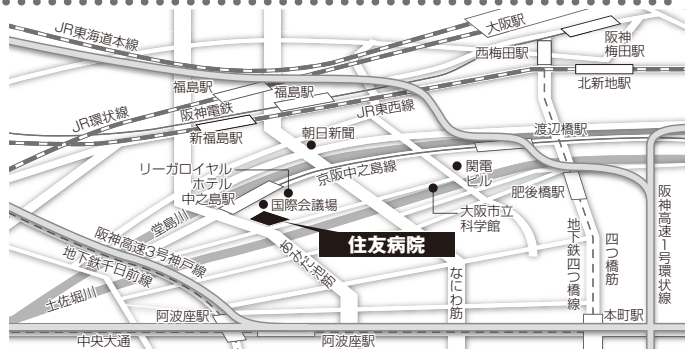 JR東海道本線
大阪駅
阪神
梅田駅
西梅田駅
北新地駅
福島駅
福島駅
阪神電鉄
JR環状線
JR東西線
新福島駅
朝日新聞
渡辺橋駅
リーガロイヤル
ホテル
中之島駅
京阪中之島線
関電
ビル
肥後橋駅
国際会議場
大阪市立
科学館
堂島川
住友病院
阪神高速3号神戸線
地下鉄千日前線
あみだ池筋
なにわ筋
地下鉄四つ橋線
四つ橋筋
阪神高速1号環状線
土佐堀川
阿波座駅
本町駅
中央大通
阿波座駅